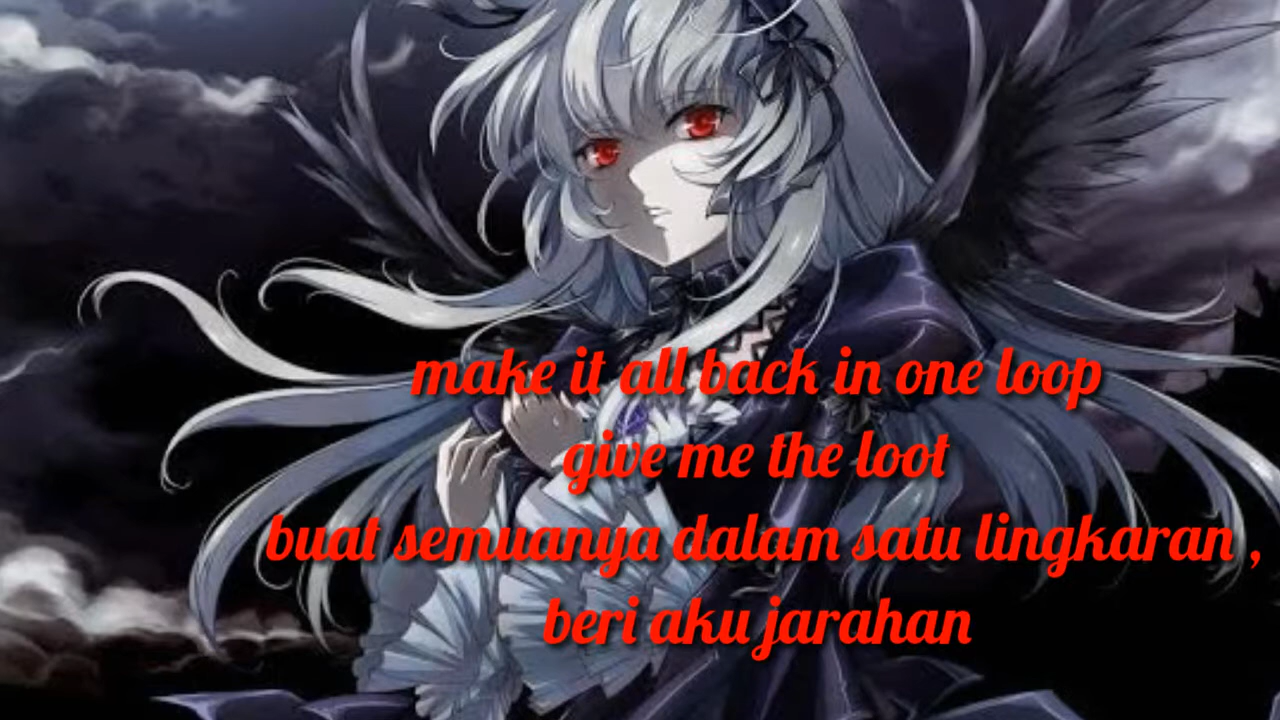 make it all back in one loop
give me the loot
buat semuanya dalam satu lingkaran ,
beri aku jarahan